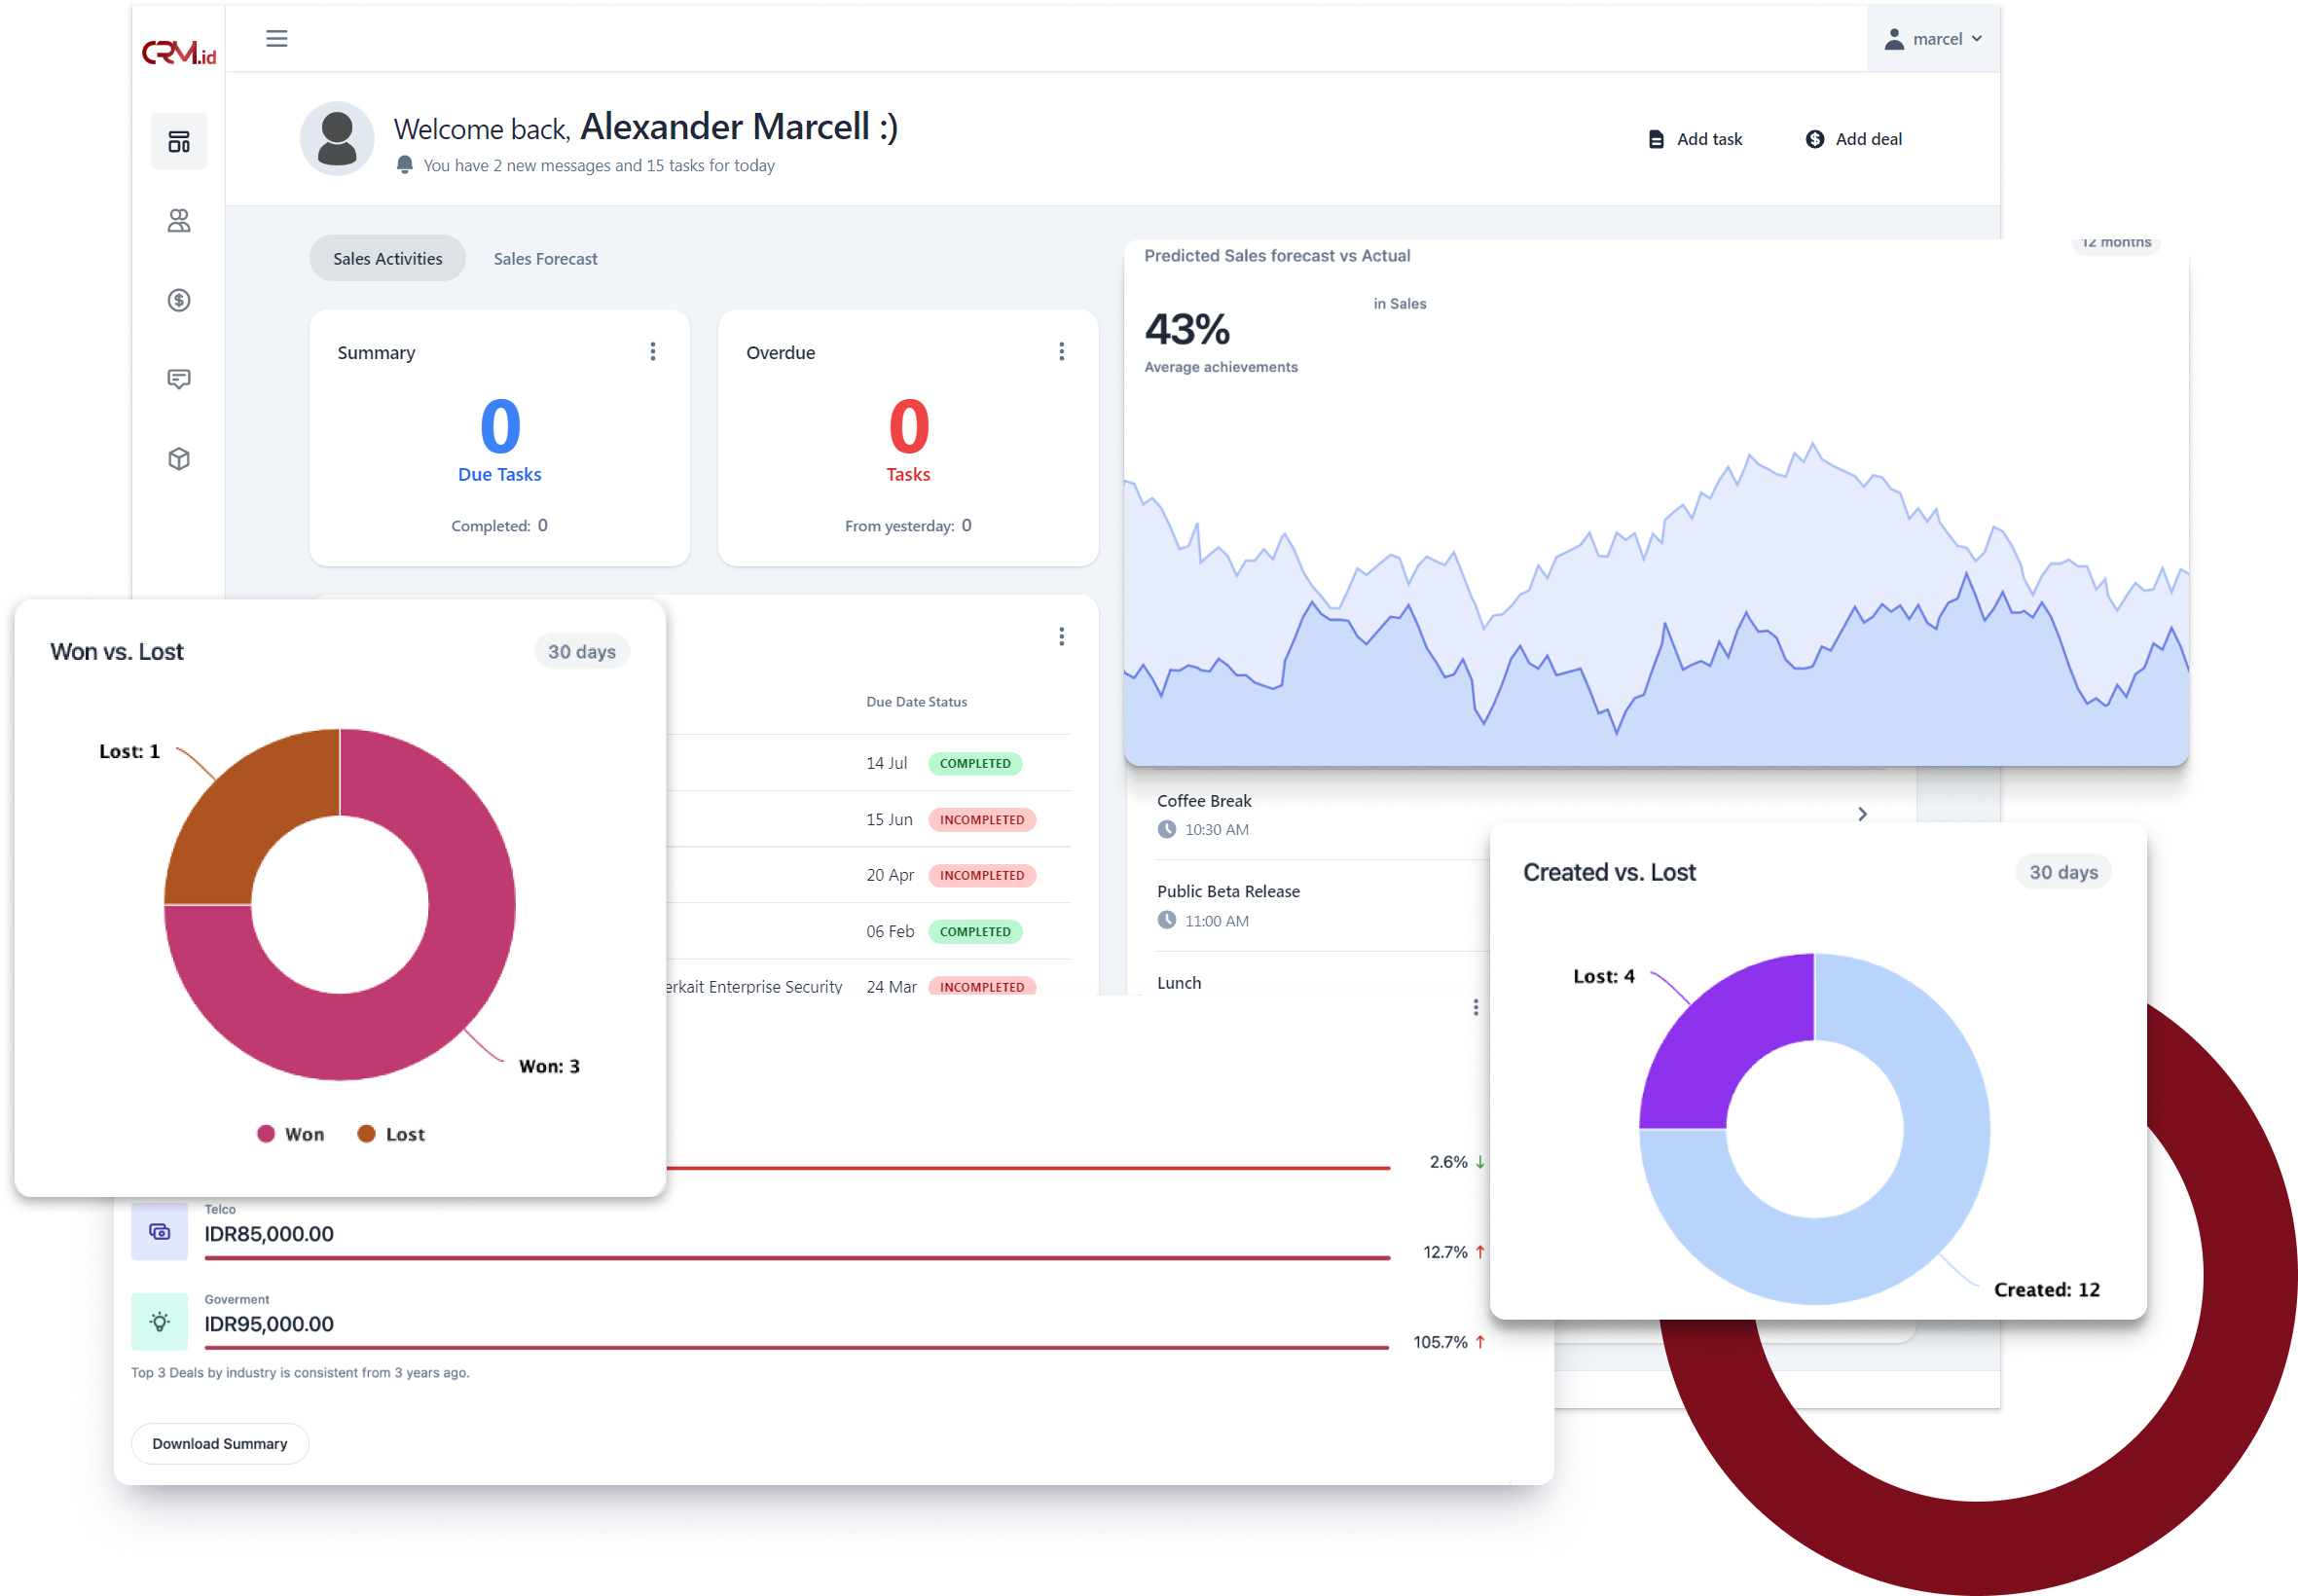 CRM.id
marcel
Welcome back, Alexander Marcell :)
You have 2 new messages and 15 tasks for today
Add task
Add deal
Sales Activities
Sales Forecast
Summary
0
Due Tasks
Completed: 0
Overdue
0
Tasks
From yesterday: 0
Predicted Sales forecast vs Actual
12 months
43%
in Sales
Average achievements
Won vs. Lost
30 days
Lost: 1
Won: 3
Won
Lost
Due Date Status
14 Jul COMPLETED
15 Jun INCOMPLETED
20 Apr INCOMPLETED
06 Feb COMPLETED
Enterprise Security 24 Mar INCOMPLETED
Coffee Break
10:30 AM
Public Beta Release
11:00 AM
Lunch
Created vs. Lost
30 days
Lost: 4
Created: 12
2.6%
Telco
IDR85,000.00
12.7%
Goverment
IDR95,000.00
105.7%
Top 3 Deals by industry is consistent from 3 years ago.
Download Summary